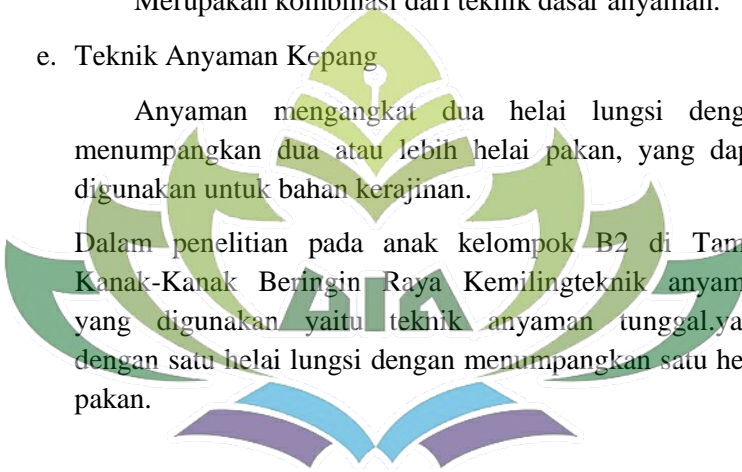 Merupakan kombinasi dari teknik dasar anyaman.
e. Teknik Anyaman Kepang
Anyaman mengangkat dua helai lungsi deng
menumpangkan dua atau lebih helai pakan, yang dap
digunakan untuk bahan kerajinan.
Dalam penelitian pada anak kelompok B2 di Tam
Kanak-Kanak Beringin Raya Kemilingteknik anyam
yang digunakan yaitu teknik anyaman tunggal.ya
dengan satu helai lungsi dengan menumpangkan satu he
pakan.